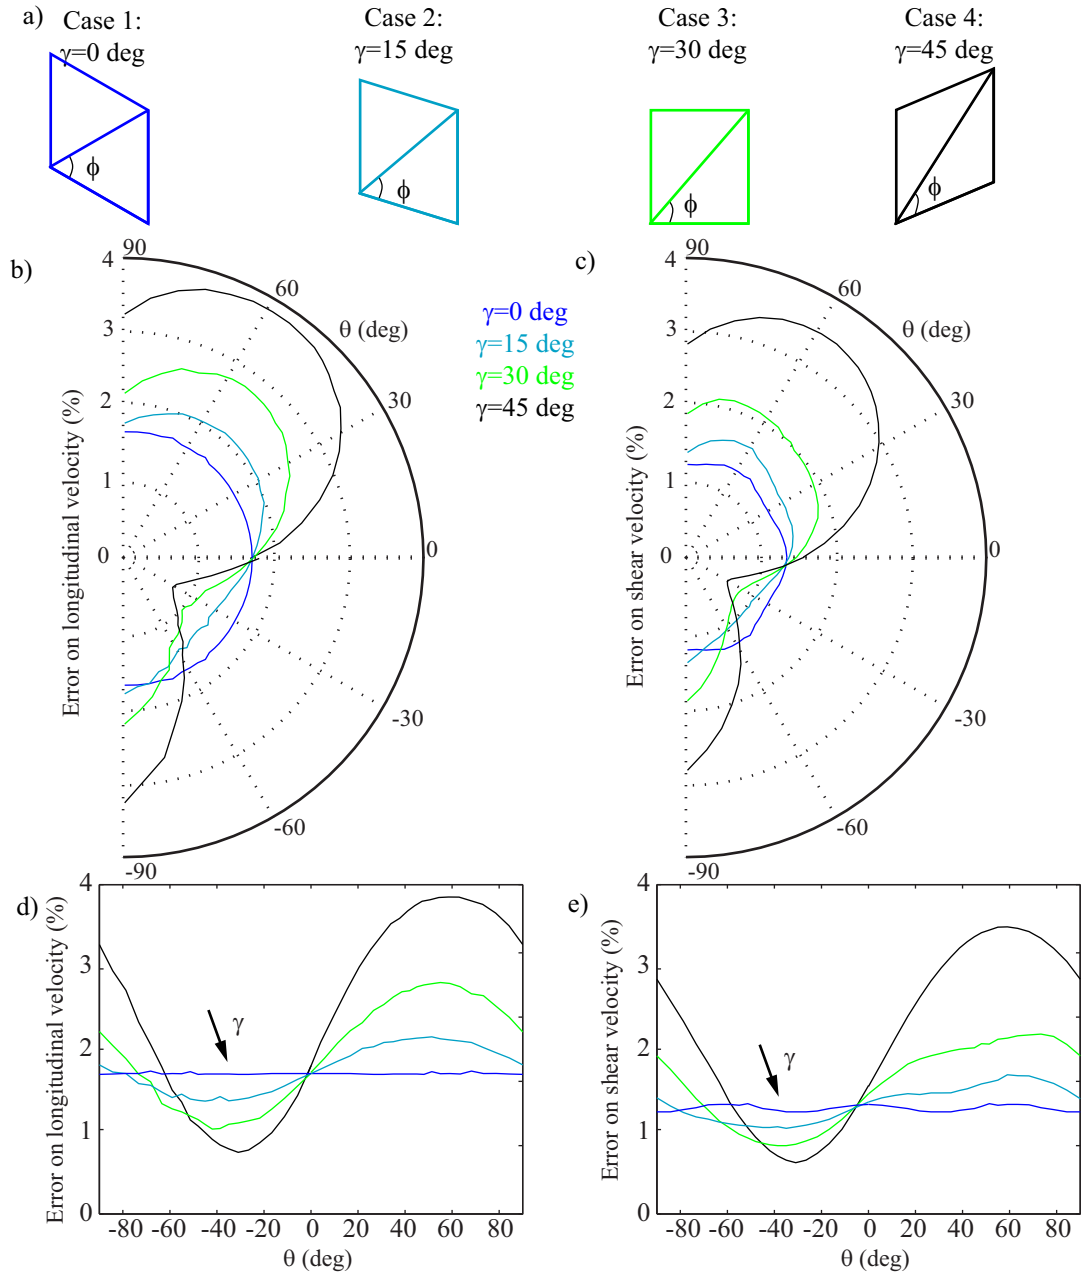 a)
Case 1:
γ=0 deg
Case 2:
γ=15 deg
Case 3:
γ=30 deg
Case 4:
γ=45 deg
ϕ
ϕ
ϕ
ϕ
b)
Error on longitudinal velocity (%)
4
3
2
1
0
90
60
θ (deg)
30
0
-30
-60
-90
γ=0 deg
γ=15 deg
γ=30 deg
γ=45 deg
c)
Error on shear velocity (%)
4
3
2
1
0
90
60
θ (deg)
30
0
-30
-60
-90
d)
Error on longitudinal velocity (%)
4
3
2
1
0
γ
-80 -60 -40 -20 0 20 40 60 80
θ (deg)
e)
Error on shear velocity (%)
4
3
2
1
0
γ
-80 -60 -40 -20 0 20 40 60 80
θ (deg)